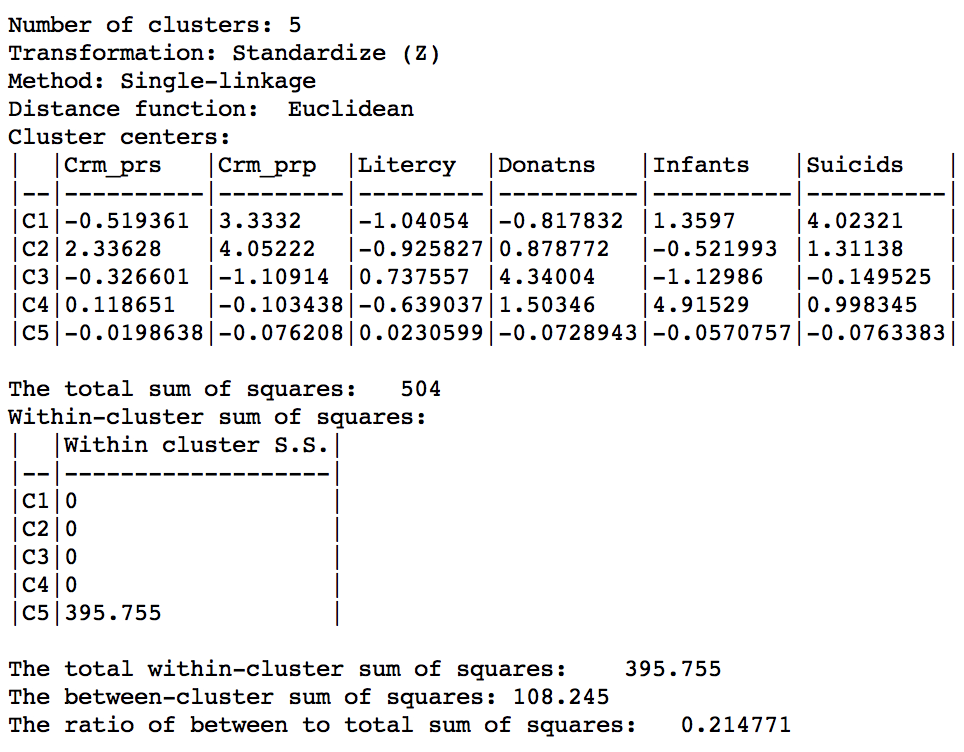 Number of clusters: 5
Transformation: Standardize (Z)
Method: Single-linkage
Distance function:  Euclidean
Cluster centers:
|  |Crm_prs   |Crm_prp  |Litercy  |Donatns   |Infants   |Suicids   |
|--|----------|---------|---------|----------|----------|----------|
|C1|-0.519361 |3.3332   |-1.04054 |-0.817832 |1.3597    |4.02321   |
|C2|2.33628   |4.05222  |-0.925827|0.878772  |-0.521993 |1.31138   |
|C3|-0.326601 |-1.10914 |0.737557 |4.34004   |-1.12986  |-0.149525 |
|C4|0.118651  |-0.103438|-0.639037|1.50346   |4.91529   |0.998345  |
|C5|-0.0198638|-0.076208|0.0230599|-0.0728943|-0.0570757|-0.0763383|
The total sum of squares:   504
Within-cluster sum of squares:
|  |Within cluster S.S.|
|--|-------------------|
|C1|0                  |
|C2|0                  |
|C3|0                  |
|C4|0                  |
|C5|395.755            |
The total within-cluster sum of squares:    395.755
The between-cluster sum of squares: 108.245
The ratio of between to total sum of squares:   0.214771